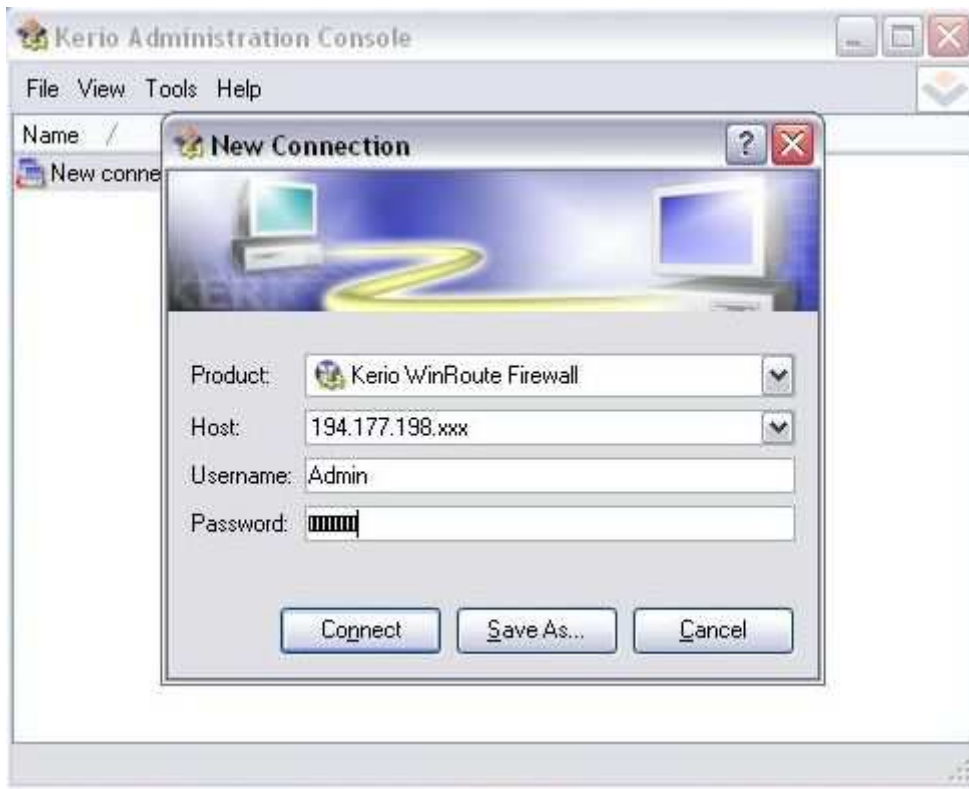 Kerio Administration Console
File View Tools Help
Name /
New conne
New Connection
KERIO
Product: Kerio WinRoute Firewall
Host: 194.177.198.xxx
Username: Admin
Password:
Connect Save As... Cancel